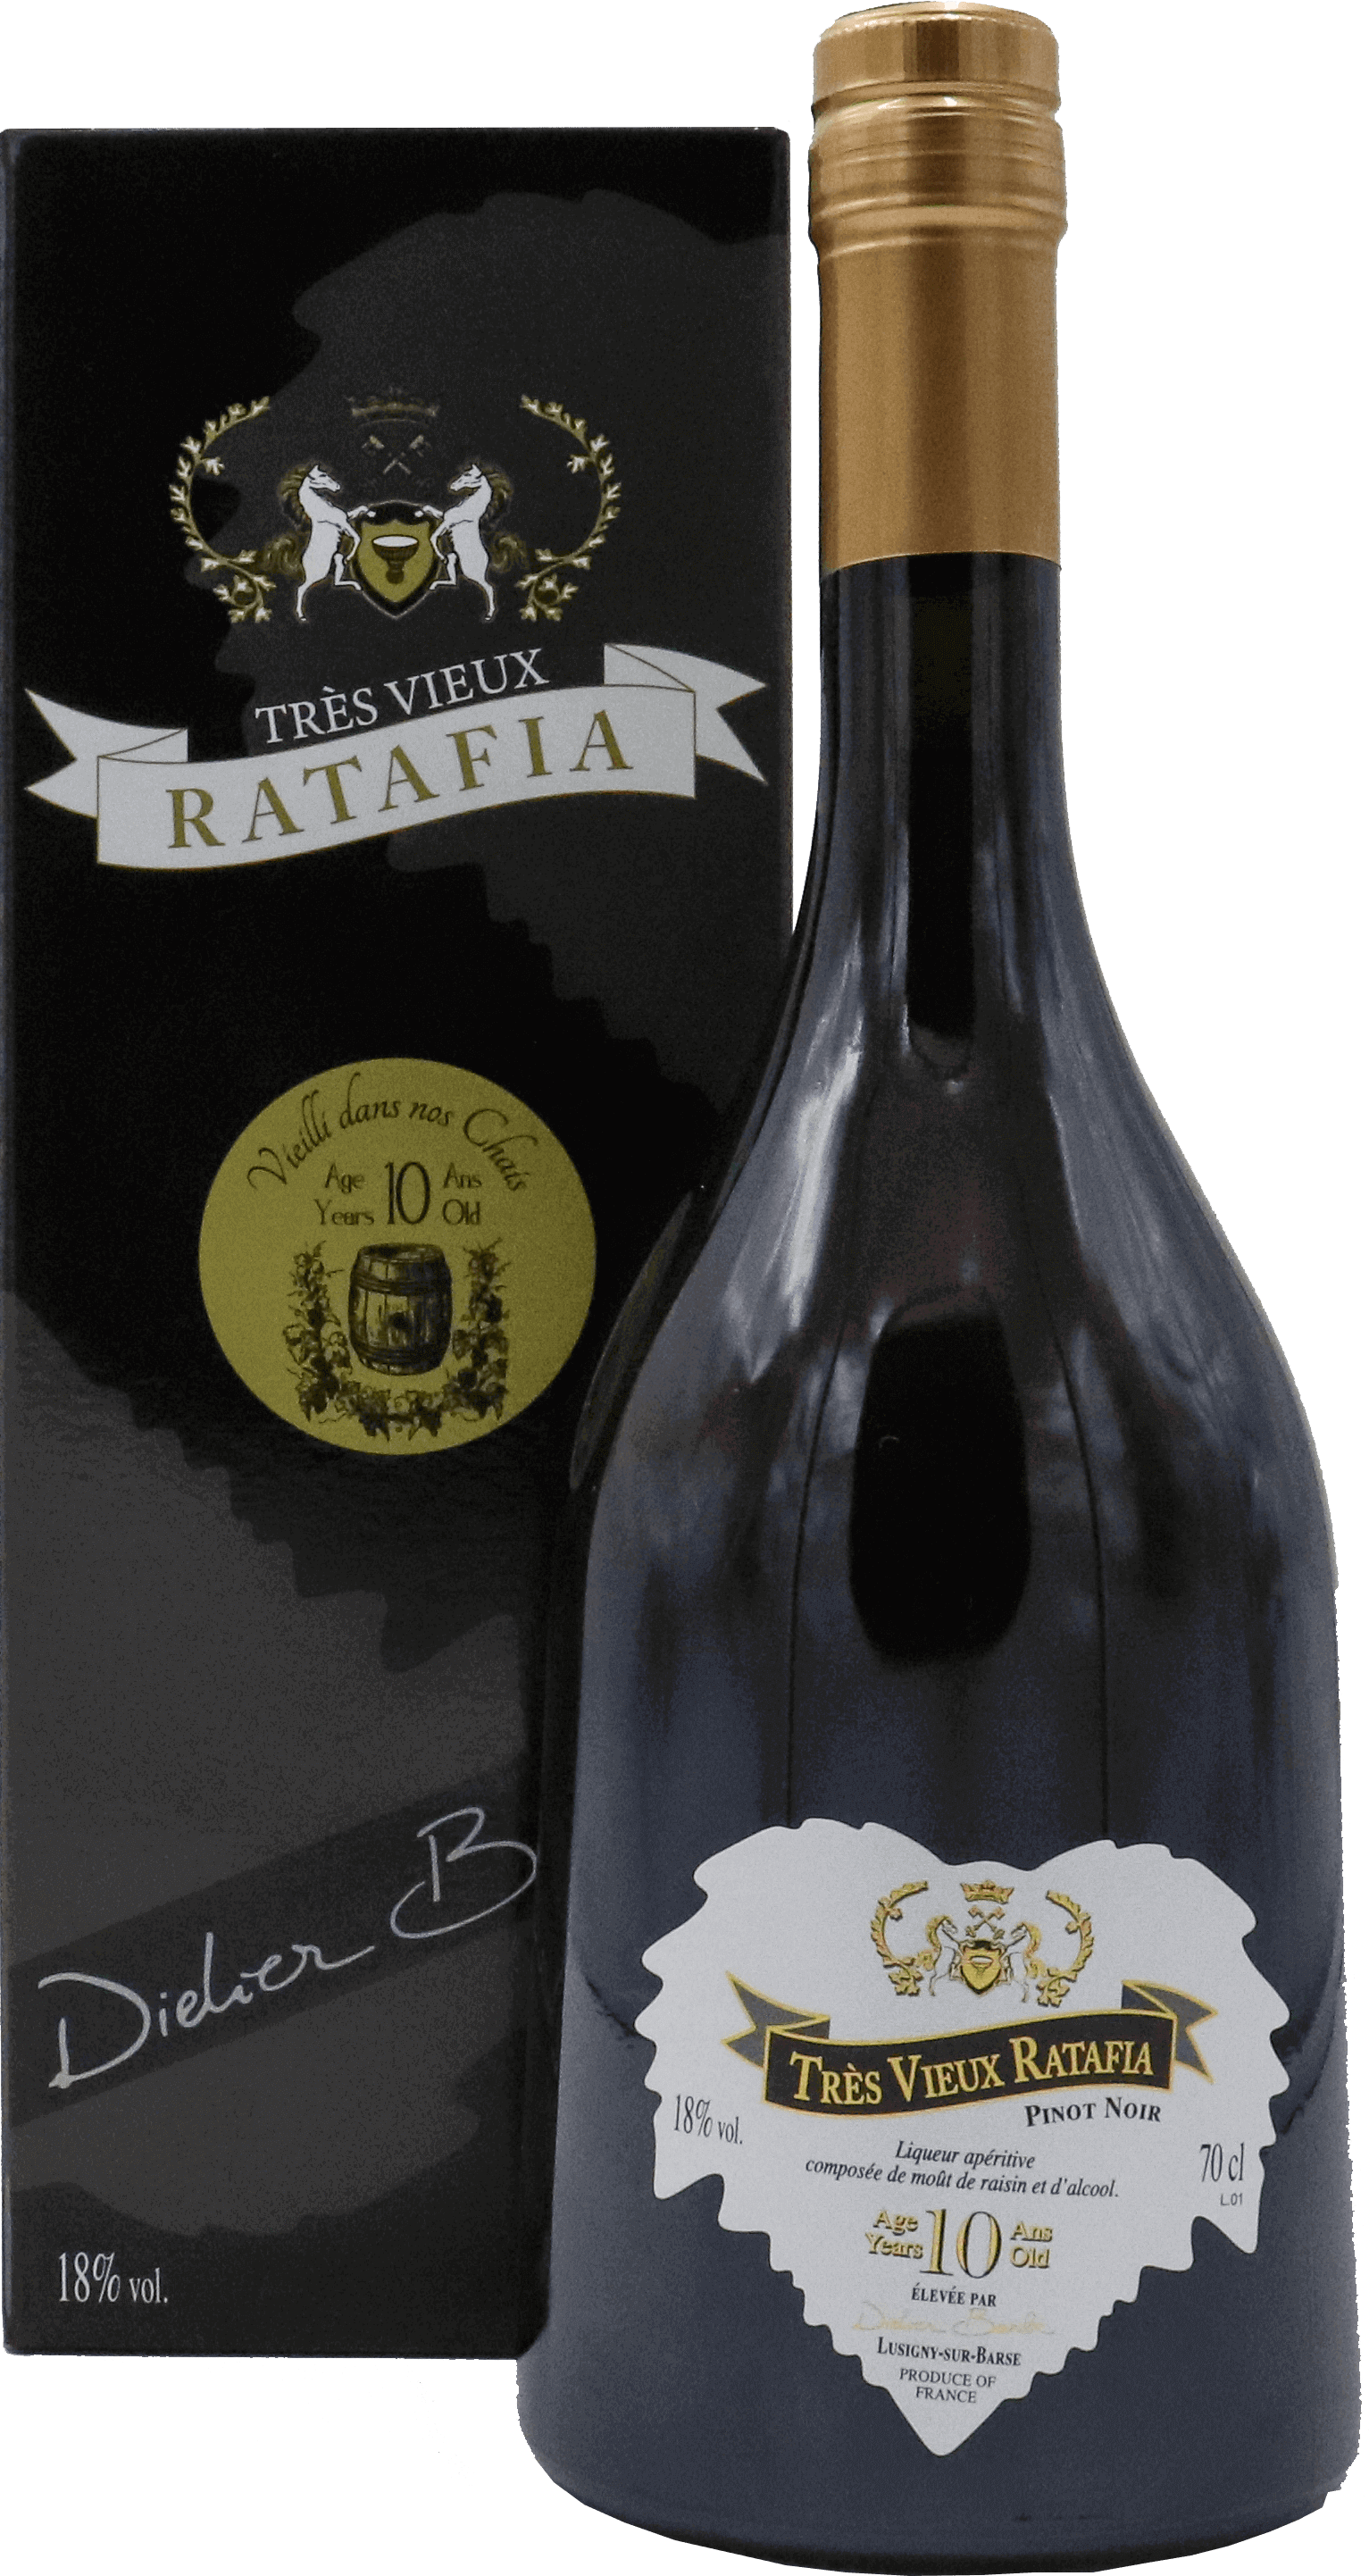 TRÈS VIEUX
RATAFIA
Vieilli dans nos Chais
Age 10 Ans
Years Old
Didier B
18% vol.
TRÈS VIEUX RATAFIA
PINOT NOIR
18% vol.
Liqueur apéritive
composée de moût de raisin et d'alcool.
70 cl
L.01
Age 10 Ans
Years Old
ÉLEVÉE PAR
Didier
LUSIGNY-SUR-BARSE
PRODUCE OF
FRANCE